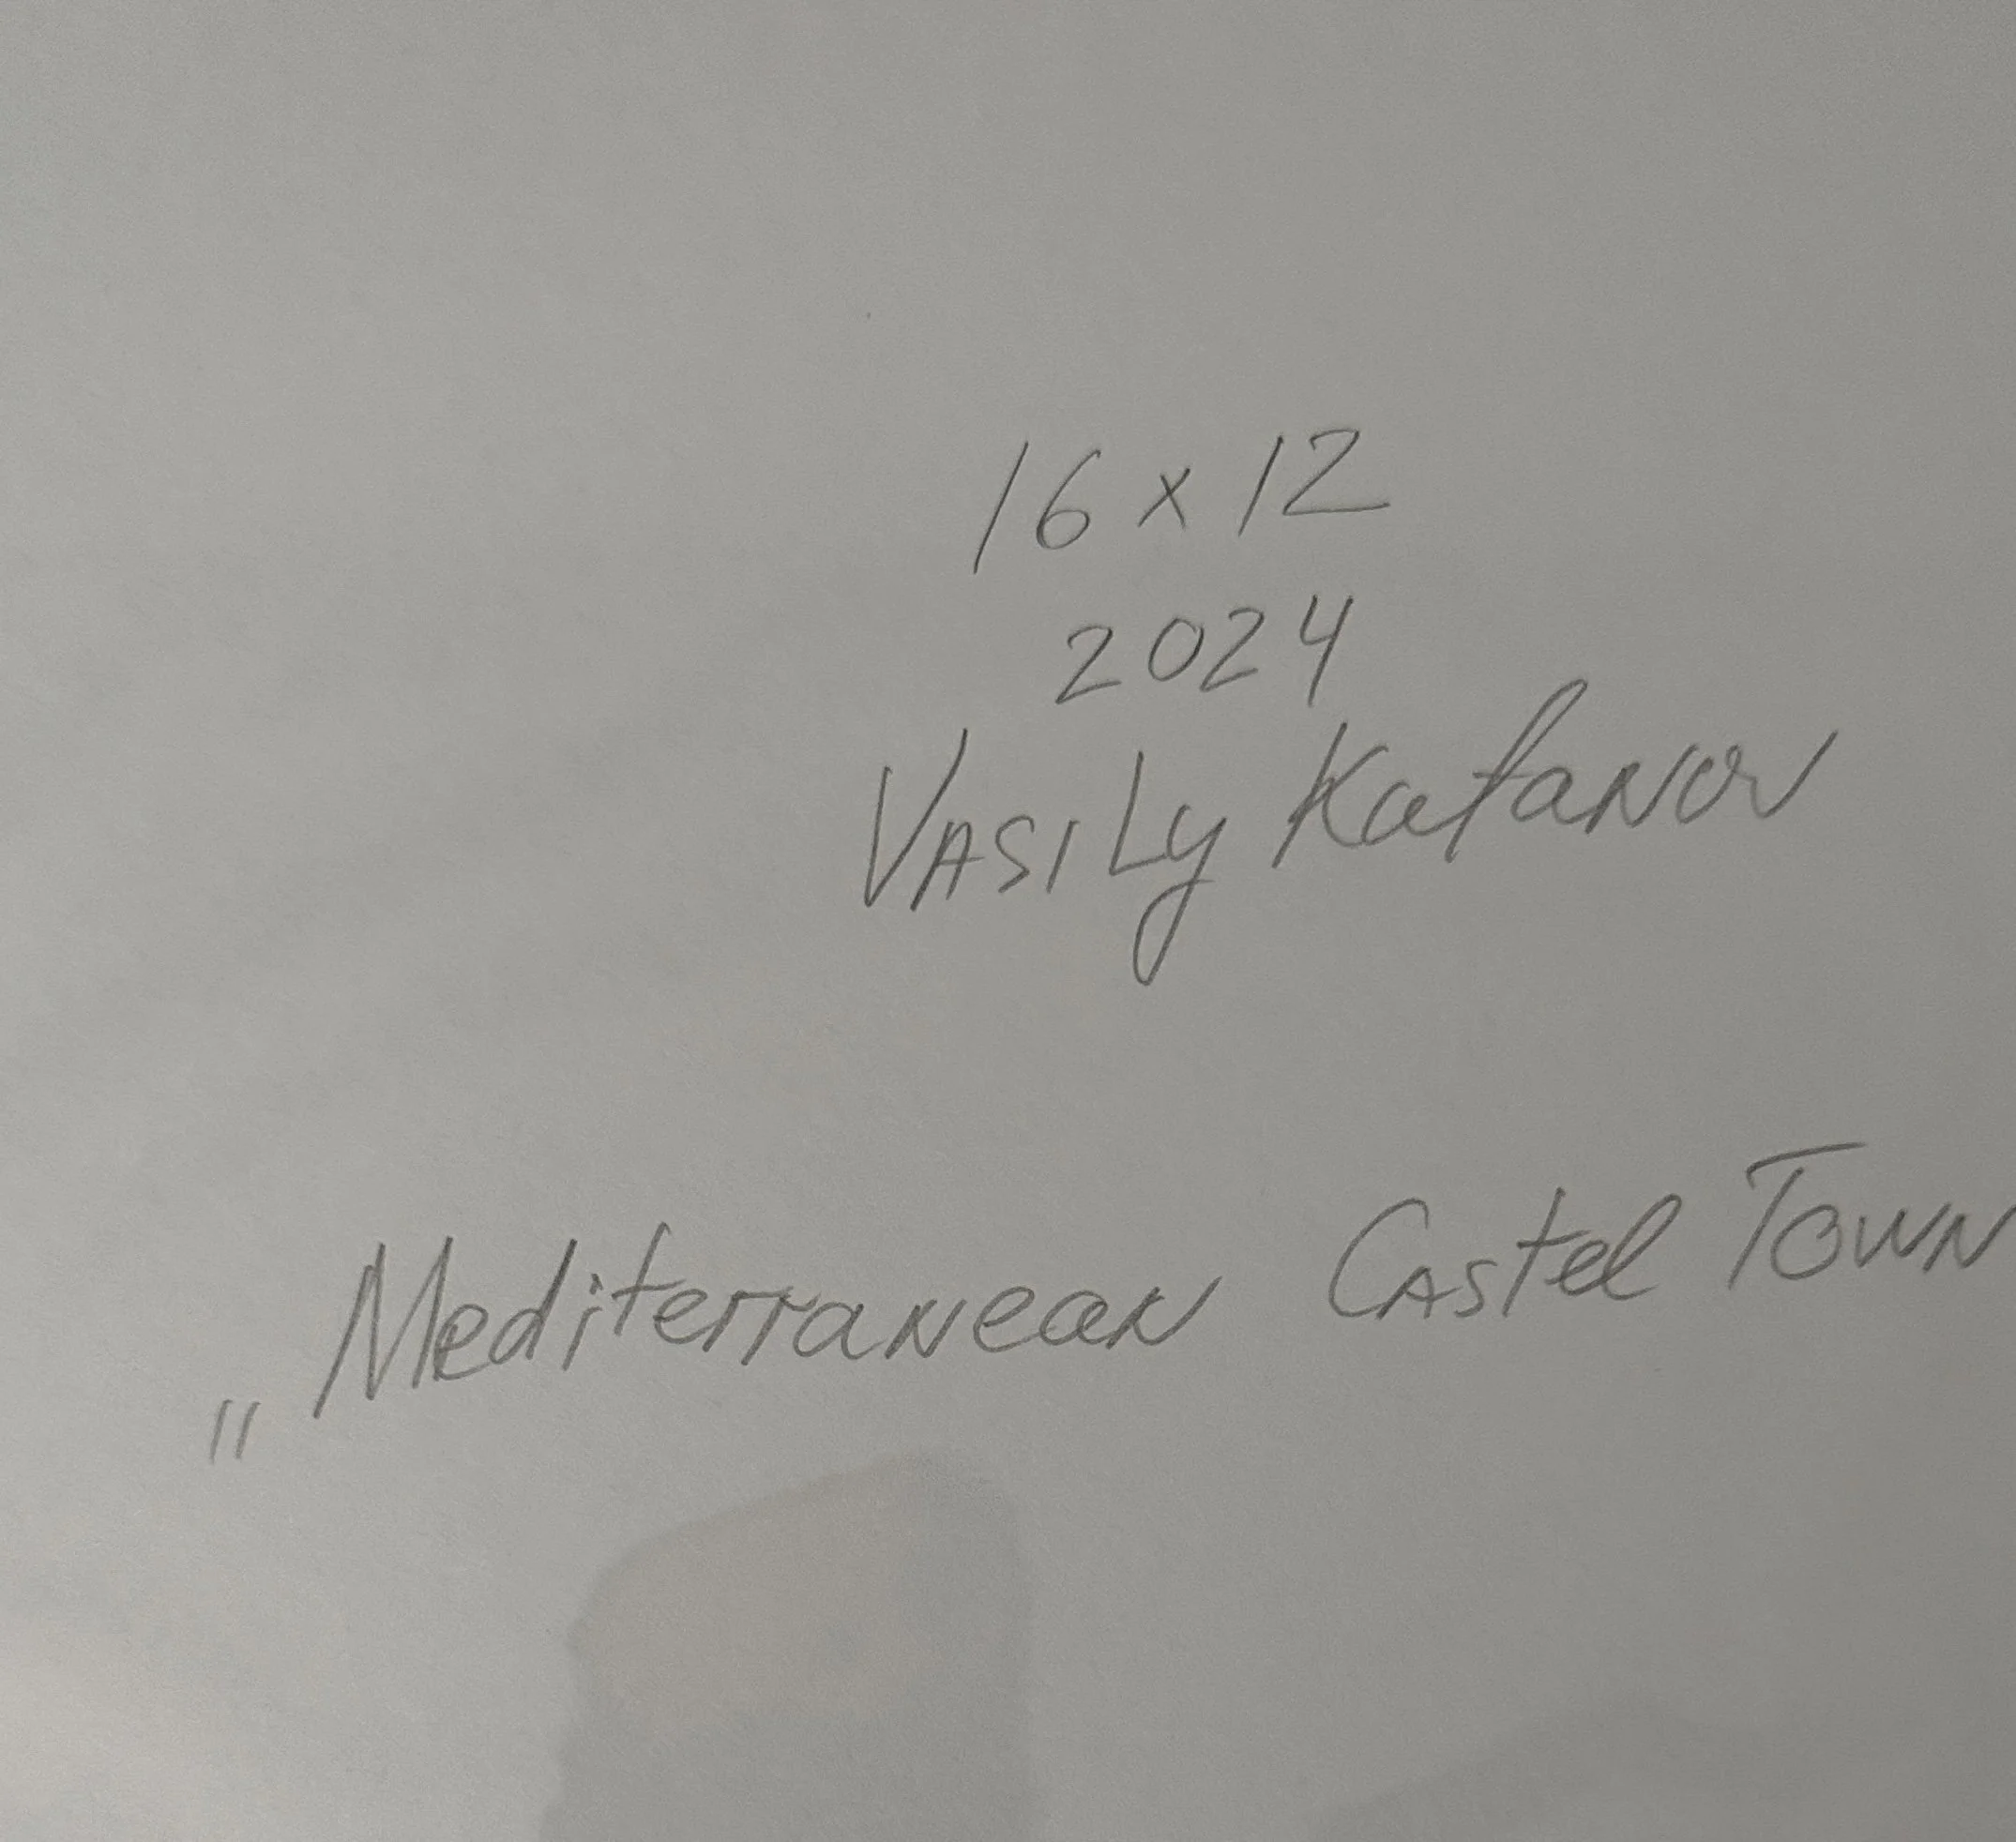 16 x 12
2024
VASILy Kafanov
„Mediterranean Castel Town